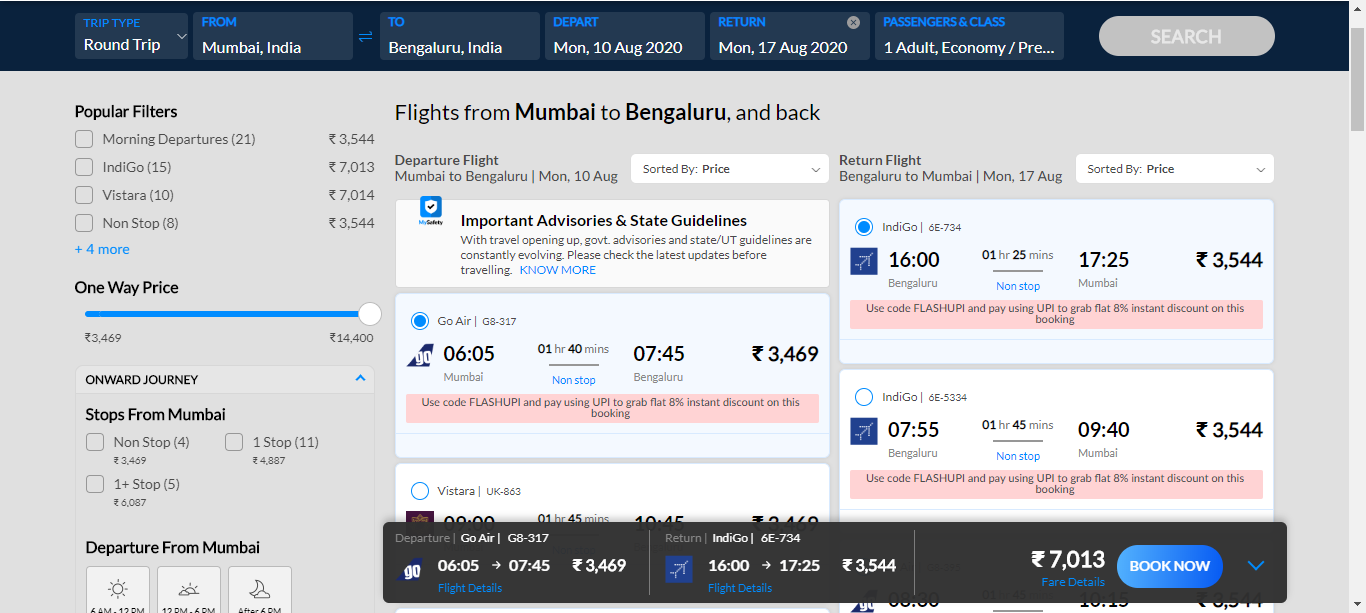 TRIP TYPE
Round Trip
FROM
Mumbai, India
TO
Bengaluru, India
DEPART
Mon, 10 Aug 2020
RETURN
Mon, 17 Aug 2020
PASSENGERS & CLASS
1 Adult, Economy / Pre...
SEARCH
Popular Filters
Morning Departures (21) ₹ 3,544
IndiGo (15) ₹ 7,013
Vistara (10) ₹ 7,014
Non Stop (8) ₹ 3,544
+ 4 more
One Way Price
₹3,469 ₹14,400
ONWARD JOURNEY
Stops From Mumbai
Non Stop (4) 1 Stop (11)
₹ 3,469 ₹ 4,887
1+ Stop (5)
₹ 6,087
Departure From Mumbai
6 AM - 12 PM 12 PM - 6 PM After 6 PM
Flights from Mumbai to Bengaluru, and back
Departure Flight
Mumbai to Bengaluru | Mon, 10 Aug
Sorted By: Price
MySafety
Important Advisories & State Guidelines
With travel opening up, govt. advisories and state/UT guidelines are
constantly evolving. Please check the latest updates before
travelling. KNOW MORE
Go Air | G8-317
go 06:05 01 hr 40 mins 07:45 ₹ 3,469
Mumbai Non stop Bengaluru
Use code FLASHUPI and pay using UPI to grab flat 8% instant discount on this
booking
Vistara | UK-863
09:00 01 hr 45 mins 10:45 ₹ 3,469
Return Flight
Bengaluru to Mumbai | Mon, 17 Aug
Sorted By: Price
IndiGo | 6E-734
16:00 01 hr 25 mins 17:25 ₹ 3,544
Bengaluru Non stop Mumbai
Use code FLASHUPI and pay using UPI to grab flat 8% instant discount on this
booking
IndiGo | 6E-5334
07:55 01 hr 45 mins 09:40 ₹ 3,544
Bengaluru Non stop Mumbai
Use code FLASHUPI and pay using UPI to grab flat 8% instant discount on this
booking
08:30 01 hr 45 mins 10:15 ₹ 3,544
Departure | Go Air | G8-317
go 06:05 → 07:45 ₹ 3,469
Flight Details
Return | IndiGo | 6E-734
16:00 → 17:25 ₹ 3,544
Flight Details
₹ 7,013
Fare Details
BOOK NOW